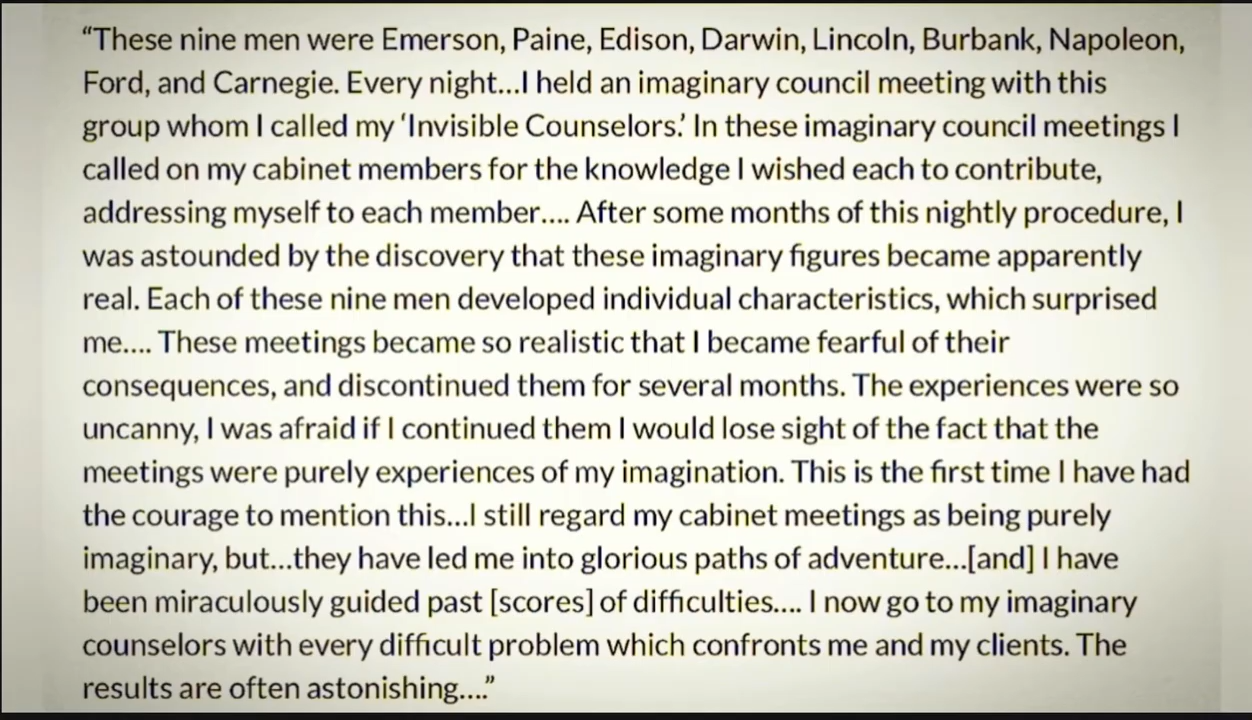 “These nine men were Emerson, Paine, Edison, Darwin, Lincoln, Burbank, Napoleon,
Ford, and Carnegie. Every night...I held an imaginary council meeting with this
group whom I called my ‘Invisible Counselors.’ In these imaginary council meetings I
called on my cabinet members for the knowledge I wished each to contribute,
addressing myself to each member.... After some months of this nightly procedure, I
was astounded by the discovery that these imaginary figures became apparently
real. Each of these nine men developed individual characteristics, which surprised
me.... These meetings became so realistic that I became fearful of their
consequences, and discontinued them for several months. The experiences were so
uncanny, I was afraid if I continued them I would lose sight of the fact that the
meetings were purely experiences of my imagination. This is the first time I have had
the courage to mention this...I still regard my cabinet meetings as being purely
imaginary, but...they have led me into glorious paths of adventure...[and] I have
been miraculously guided past [scores] of difficulties.... I now go to my imaginary
counselors with every difficult problem which confronts me and my clients. The
results are often astonishing....”